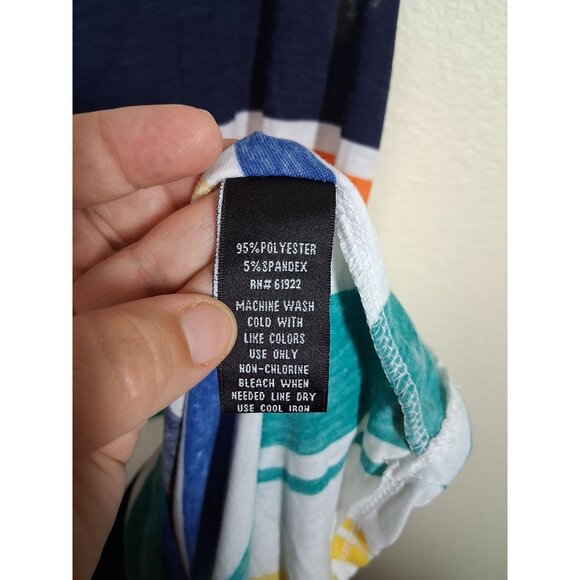 95%POLYESTER
5%SPANDEX
RN# 61922
MACHINE WASH
COLD WITH
LIKE COLORS
USE ONLY
NON-CHLORINE
BLEACH WHEN
NEEDED LINE DRY
USE COOL IRON